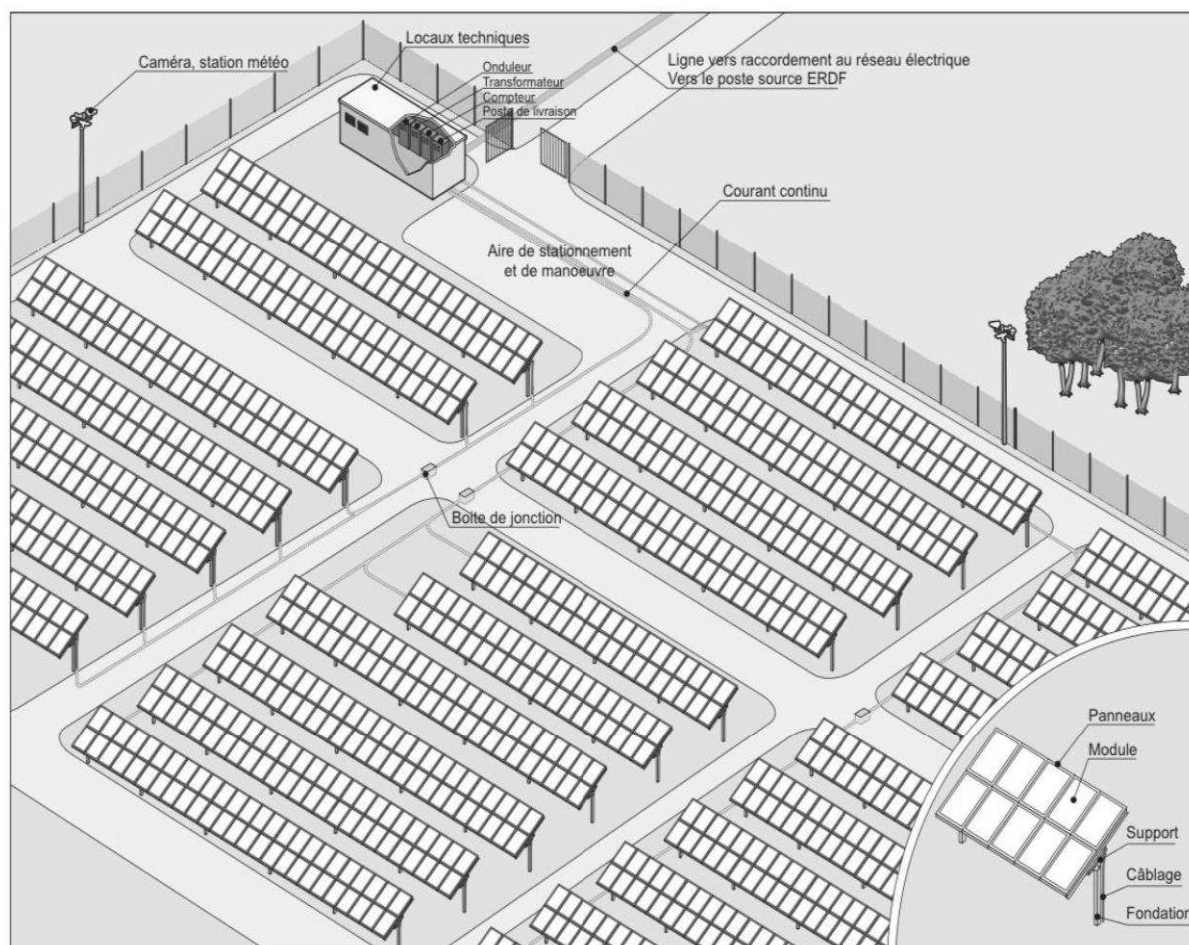 Locaux techniques
Caméra, station météo
Onduleur
Transformateur
Compteur
Poste de livraison
Ligne vers raccordement au réseau électrique
Vers le poste source ERDF
Courant continu
Aire de stationnement
et de manoeuvre
Boite de jonction
Panneaux
Module
Support
Câblage
Fondation